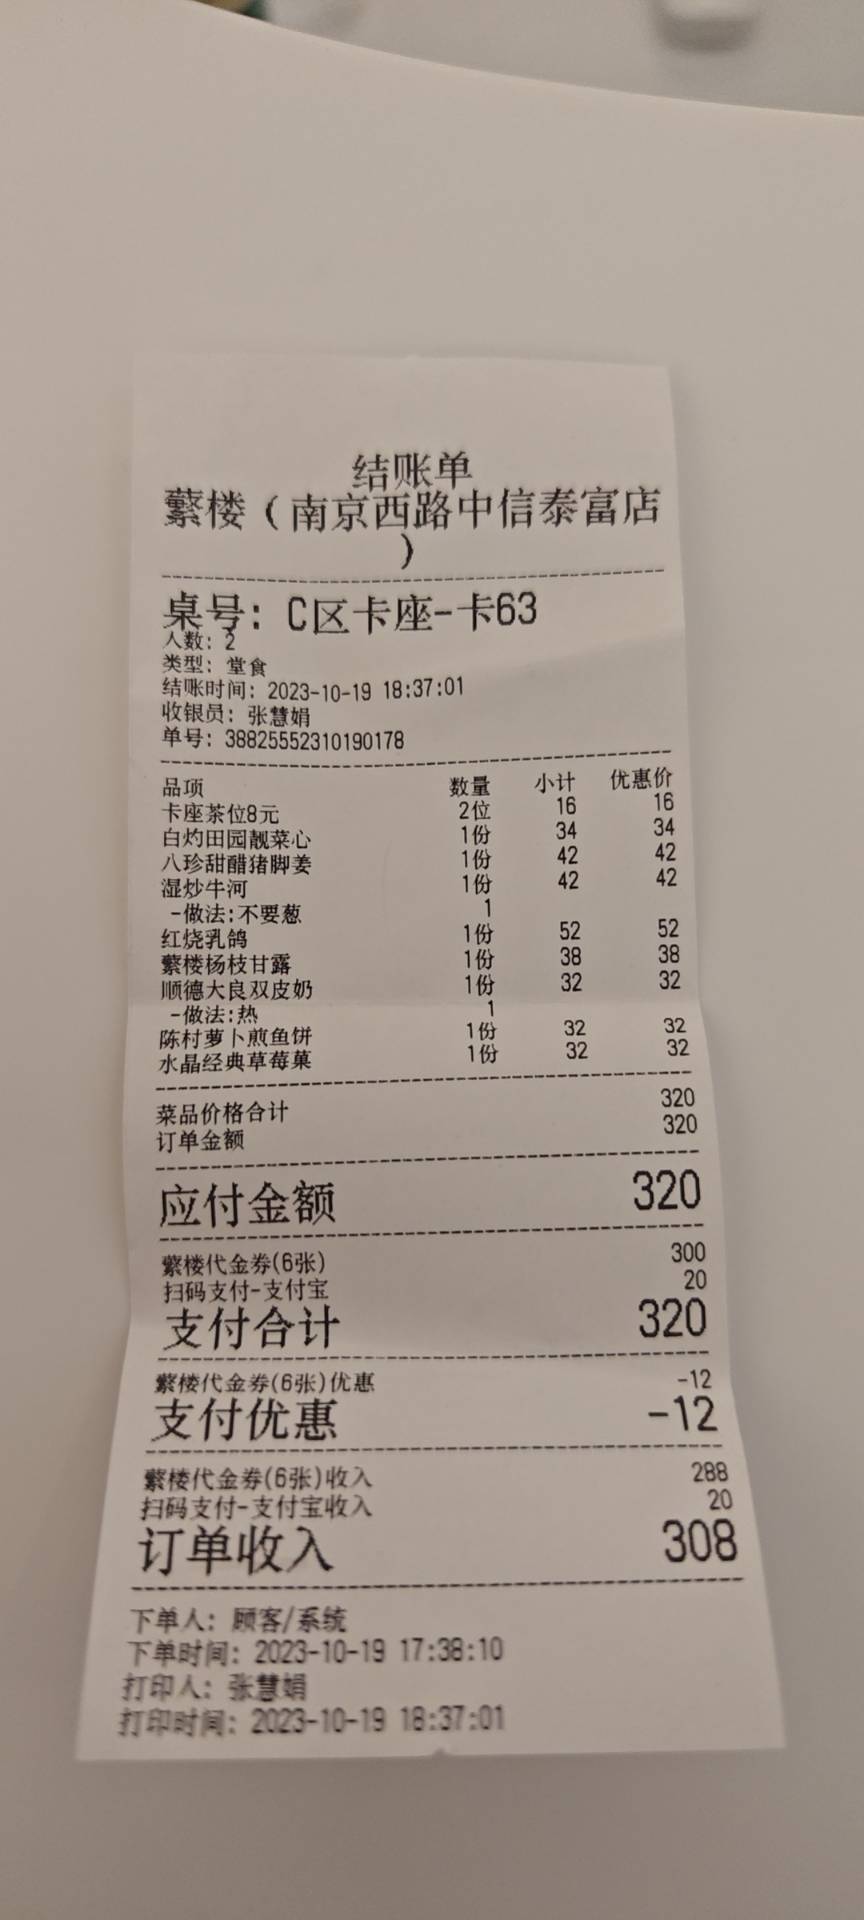 结账单
蘩楼（南京西路中信泰富店
）
桌号：C区卡座-卡63
人数：2
类型：堂食
结账时间：2023-10-19 18:37:01
收银员：张慧娟
单号：38825552310190178
品项 数量 小计 优惠价
卡座茶位8元 2位 16 16
白灼田园靓菜心 1份 34 34
八珍甜醋猪脚姜 1份 42 42
湿炒牛河 1份 42 42
-做法:不要葱 1
红烧乳鸽 1份 52 52
蘩楼杨枝甘露 1份 38 38
顺德大良双皮奶 1份 32 32
-做法:热 1
陈村萝卜煎鱼饼 1份 32 32
水晶经典草莓菓 1份 32 32
菜品价格合计 320
订单金额 320
应付金额 320
蘩楼代金券(6张) 300
扫码支付-支付宝 20
支付合计 320
蘩楼代金券(6张)优惠 -12
支付优惠 -12
蘩楼代金券(6张)收入 288
扫码支付-支付宝收入 20
订单收入 308
下单人：顾客/系统
下单时间：2023-10-19 17:38:10
打印人：张慧娟
打印时间：2023-10-19 18:37:01